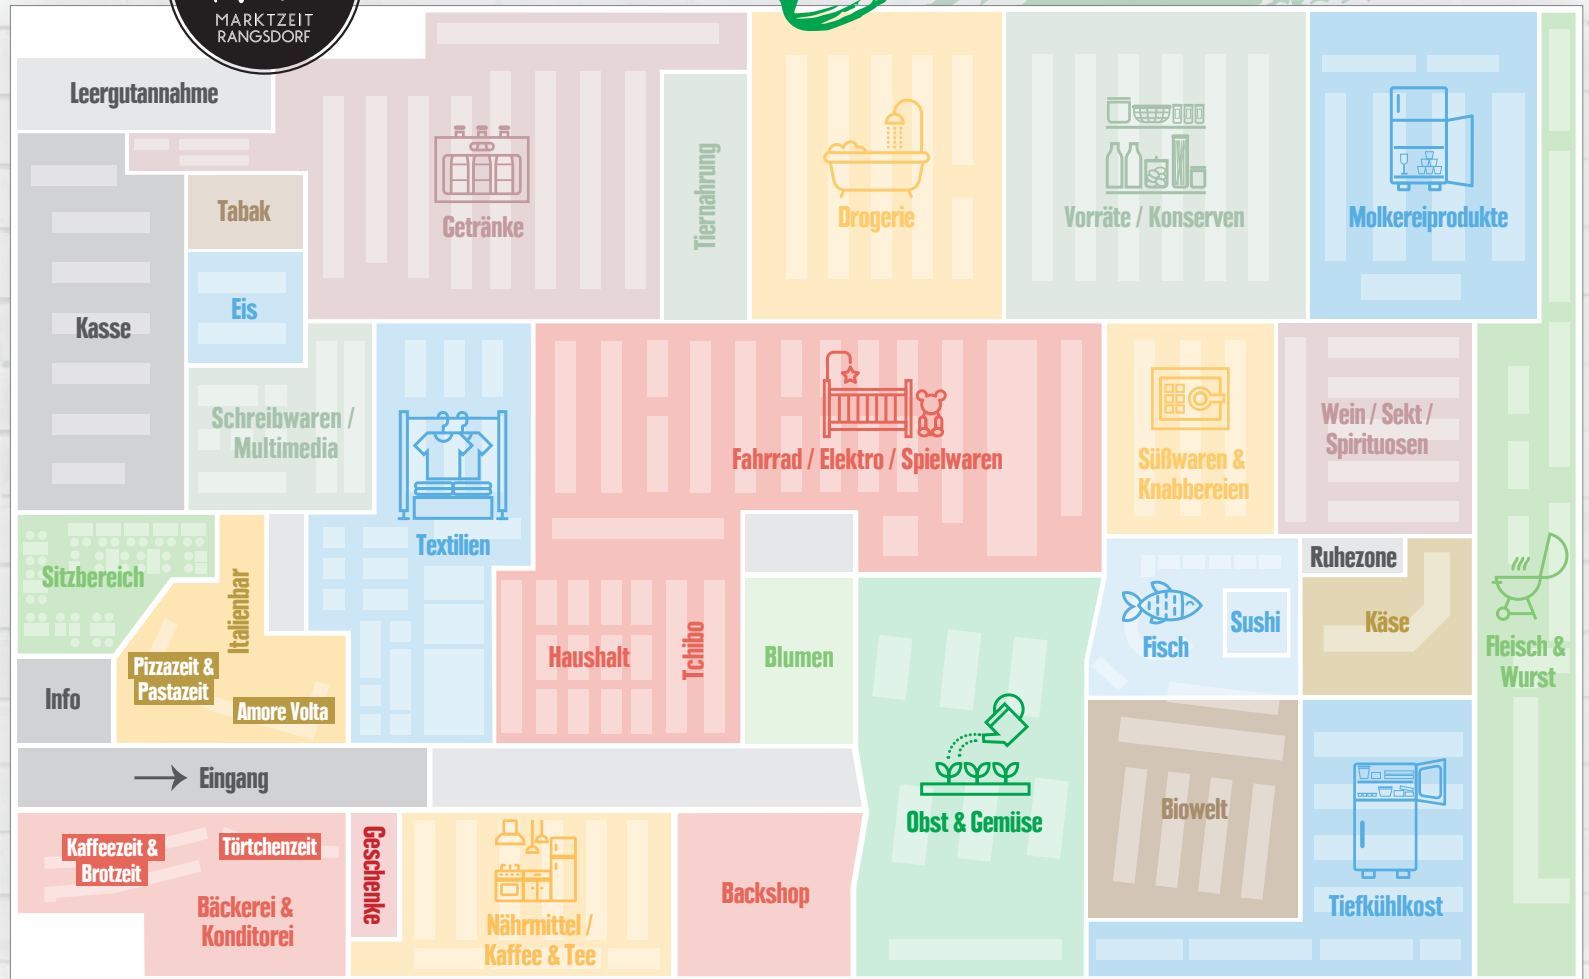 MARKTZEIT
RANGSDORF
Leergutannahme
Getränke
Tiernahrung
Drogerie
Vorräte / Konserven
Molkereiprodukte
Tabak
Eis
Kasse
Schreibwaren /
Multimedia
Textilien
Fahrrad / Elektro / Spielwaren
Süßwaren &
Knabbereien
Wein / Sekt /
Spirituosen
Sitzbereich
Italienbar
Pizzazeit &
Pastazeit
Amore Volta
Info
Haushalt
Tchibo
Blumen
Fisch
Sushi
Ruhezone
Käse
Fleisch &
Wurst
Eingang
Obst & Gemüse
Biowelt
Tiefkühlkost
Kaffeezeit &
Brotzeit
Törtchenzeit
Bäckerei &
Konditorei
Geschenke
Nährmittel /
Kaffee & Tee
Backshop